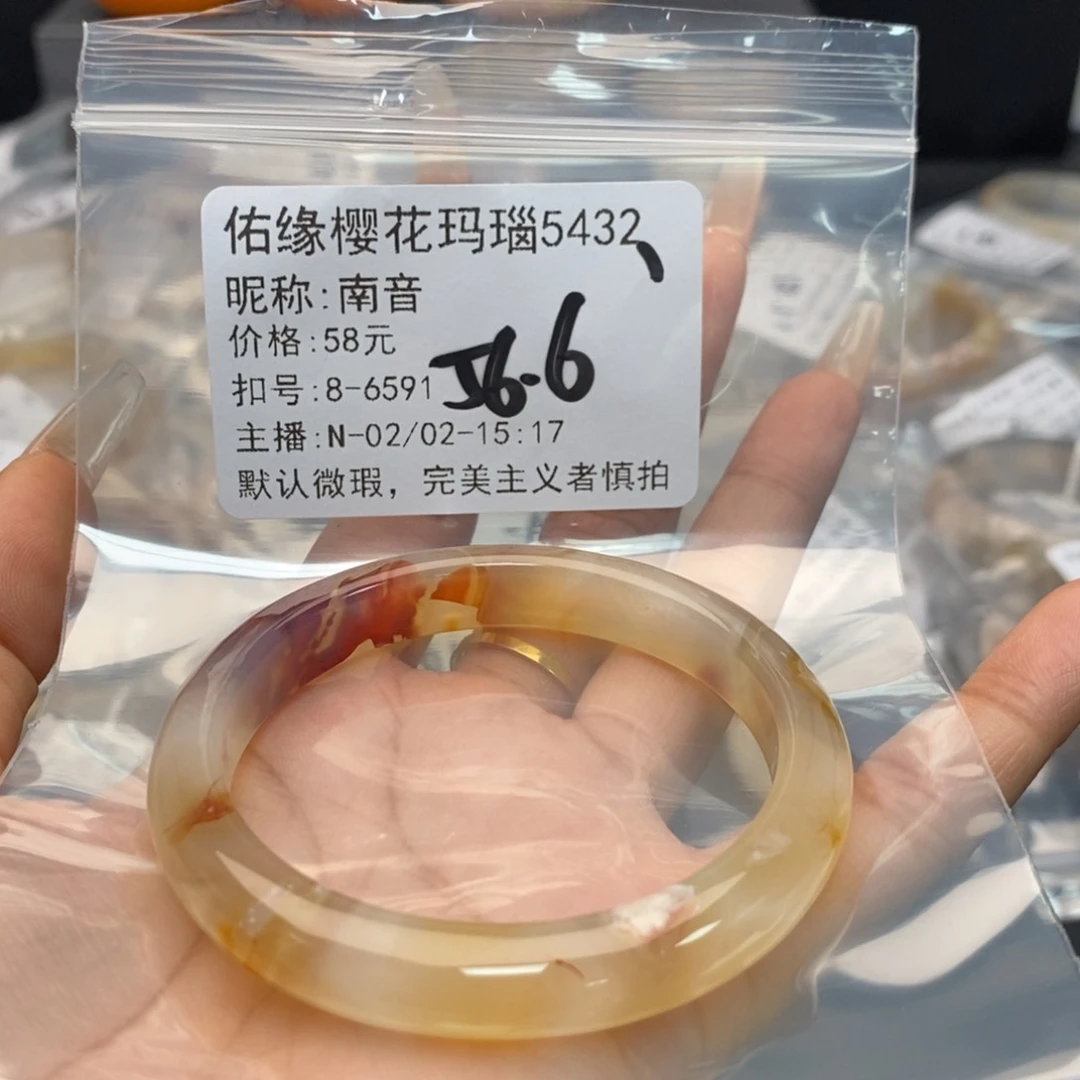 佑缘樱花玛瑙5432、
昵称:南音
价格:58元
56.6
扣号:8-6591
主播:N-02/02-15:17
默认微瑕，完美主义者慎拍